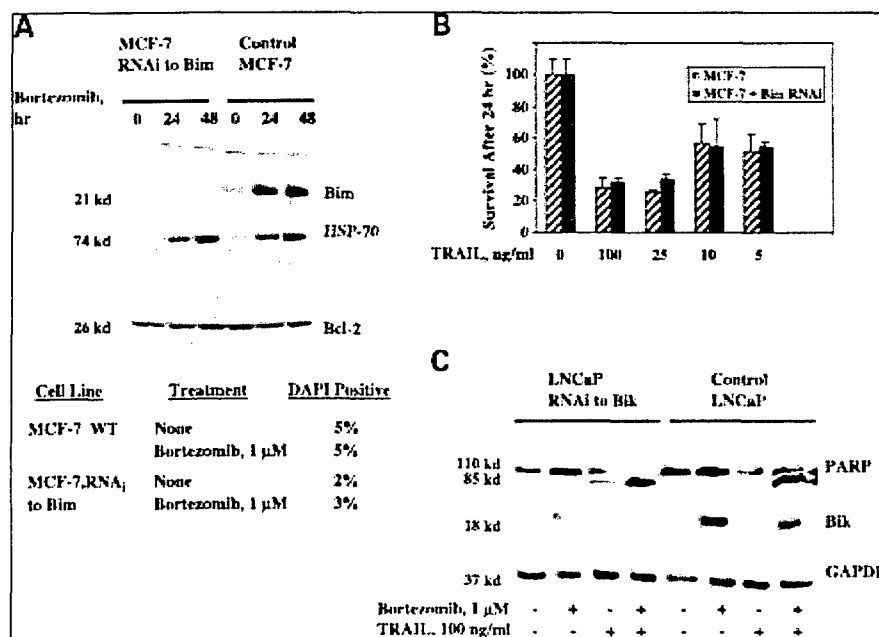 A
MCF-7 Control
RNAi to Bim MCF-7
Bortezomib,
hr 0 24 48 0 24 48
21 kd Bim
74 kd HSP-70
26 kd Bcl-2
Cell Line Treatment DAPI Positive
MCF-7 WT None 5%
Bortezomib, 1 µM 5%
MCF-7,RNAi None 2%
to Bim Bortezomib, 1 µM 3%
B
Survival After 24 hr (%)
100
80
60
40
20
0
MCF-7
MCF-7 + Bim RNAi
TRAIL, ng/ml 0 100 25 10 5
C
LNCaP Control
RNAi to Bik LNCaP
110 kd PARP
85 kd
18 kd Bik
37 kd GAPDH
Bortezomib, 1 µM - + - + - + - +
TRAIL, 100 ng/ml - - + + - - + +